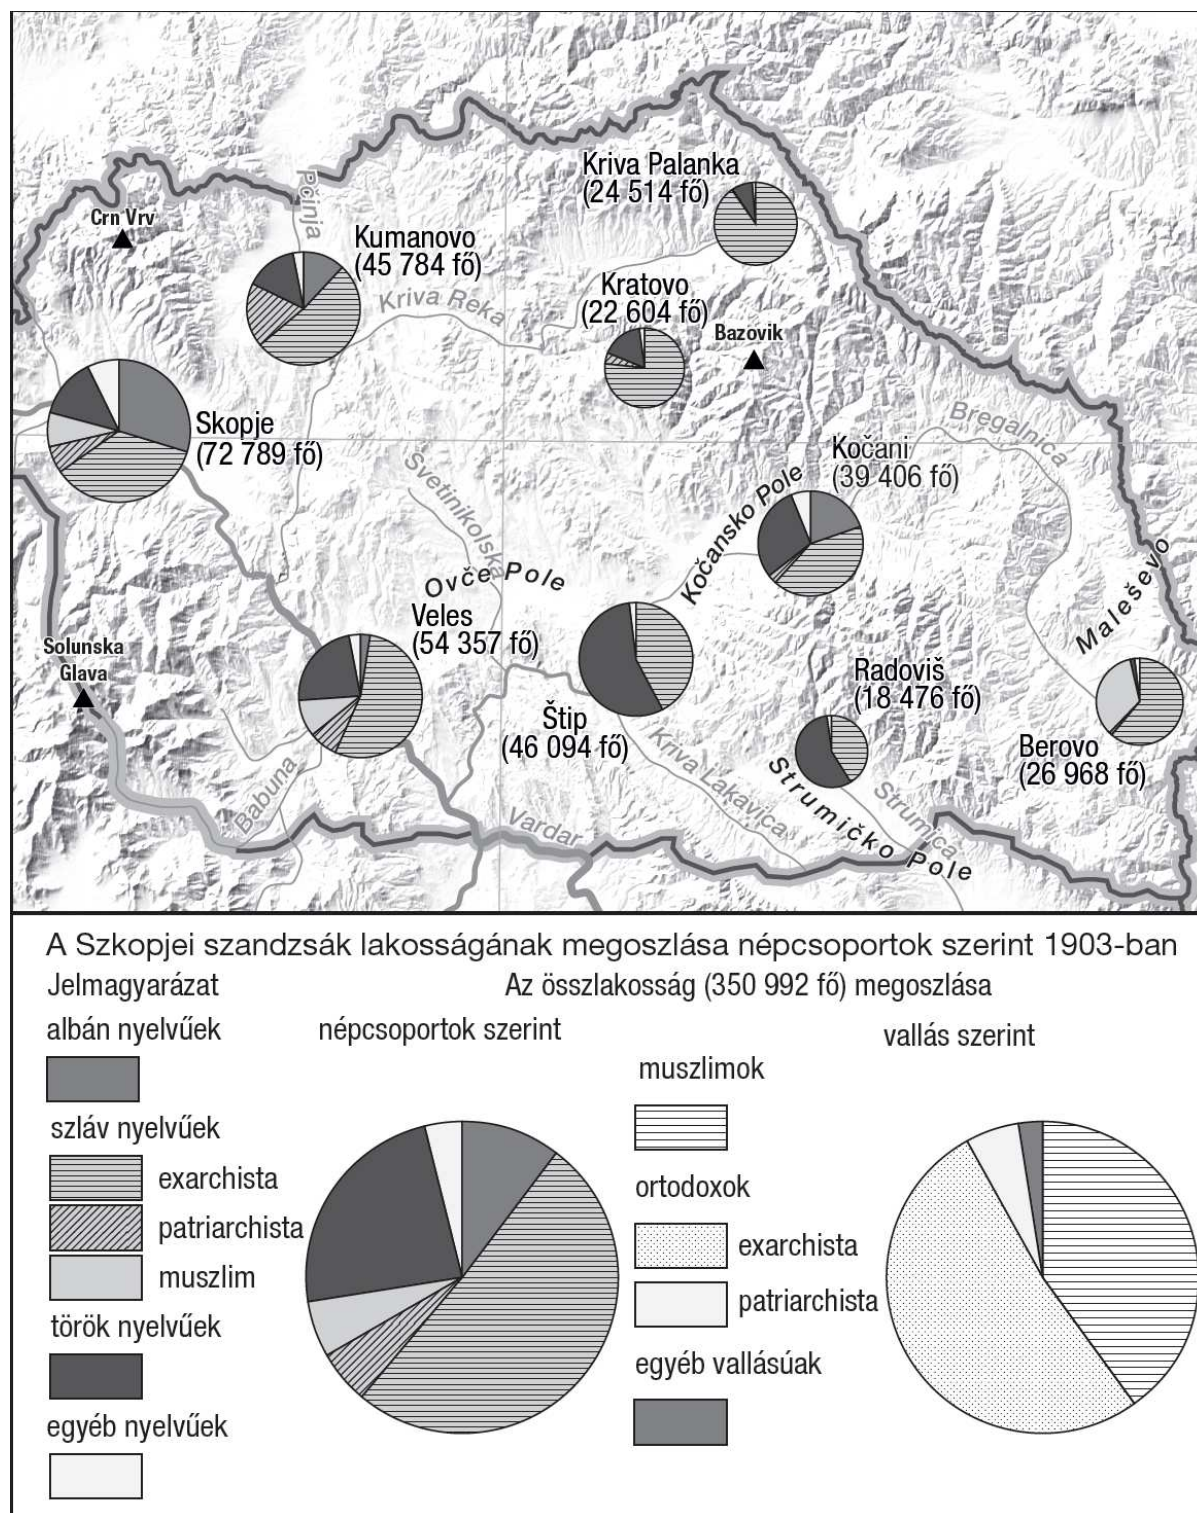 Kriva Palanka
(24 514 fő)
Crn Vrv
Pčinja
Kumanovo
(45 784 fő)
Kratovo
(22 604 fő)
Kriva Reka
Bazovik
Skopje
(72 789 fő)
Bregalnica
Kočani
(39 406 fő)
Svetinikolska
Kočansko Pole
Ovče Pole
Maleševo
Veles
(54 357 fő)
Solunska
Glava
Radoviš
(18 476 fő)
Štip
(46 094 fő)
Berovo
(26 968 fő)
Kriva Lakavica
Babuna
Strumica
Strumičko Pole
Vardar
A Szkopjei szandzsák lakosságának megoszlása népcsoportok szerint 1903-ban
Jelmagyarázat
Az összlakosság (350 992 fő) megoszlása
albán nyelvűek
népcsoportok szerint
vallás szerint
muszlimok
szláv nyelvűek
exarchista
ortodoxok
patriarchista
exarchista
muszlim
patriarchista
török nyelvűek
egyéb vallásúak
egyéb nyelvűek